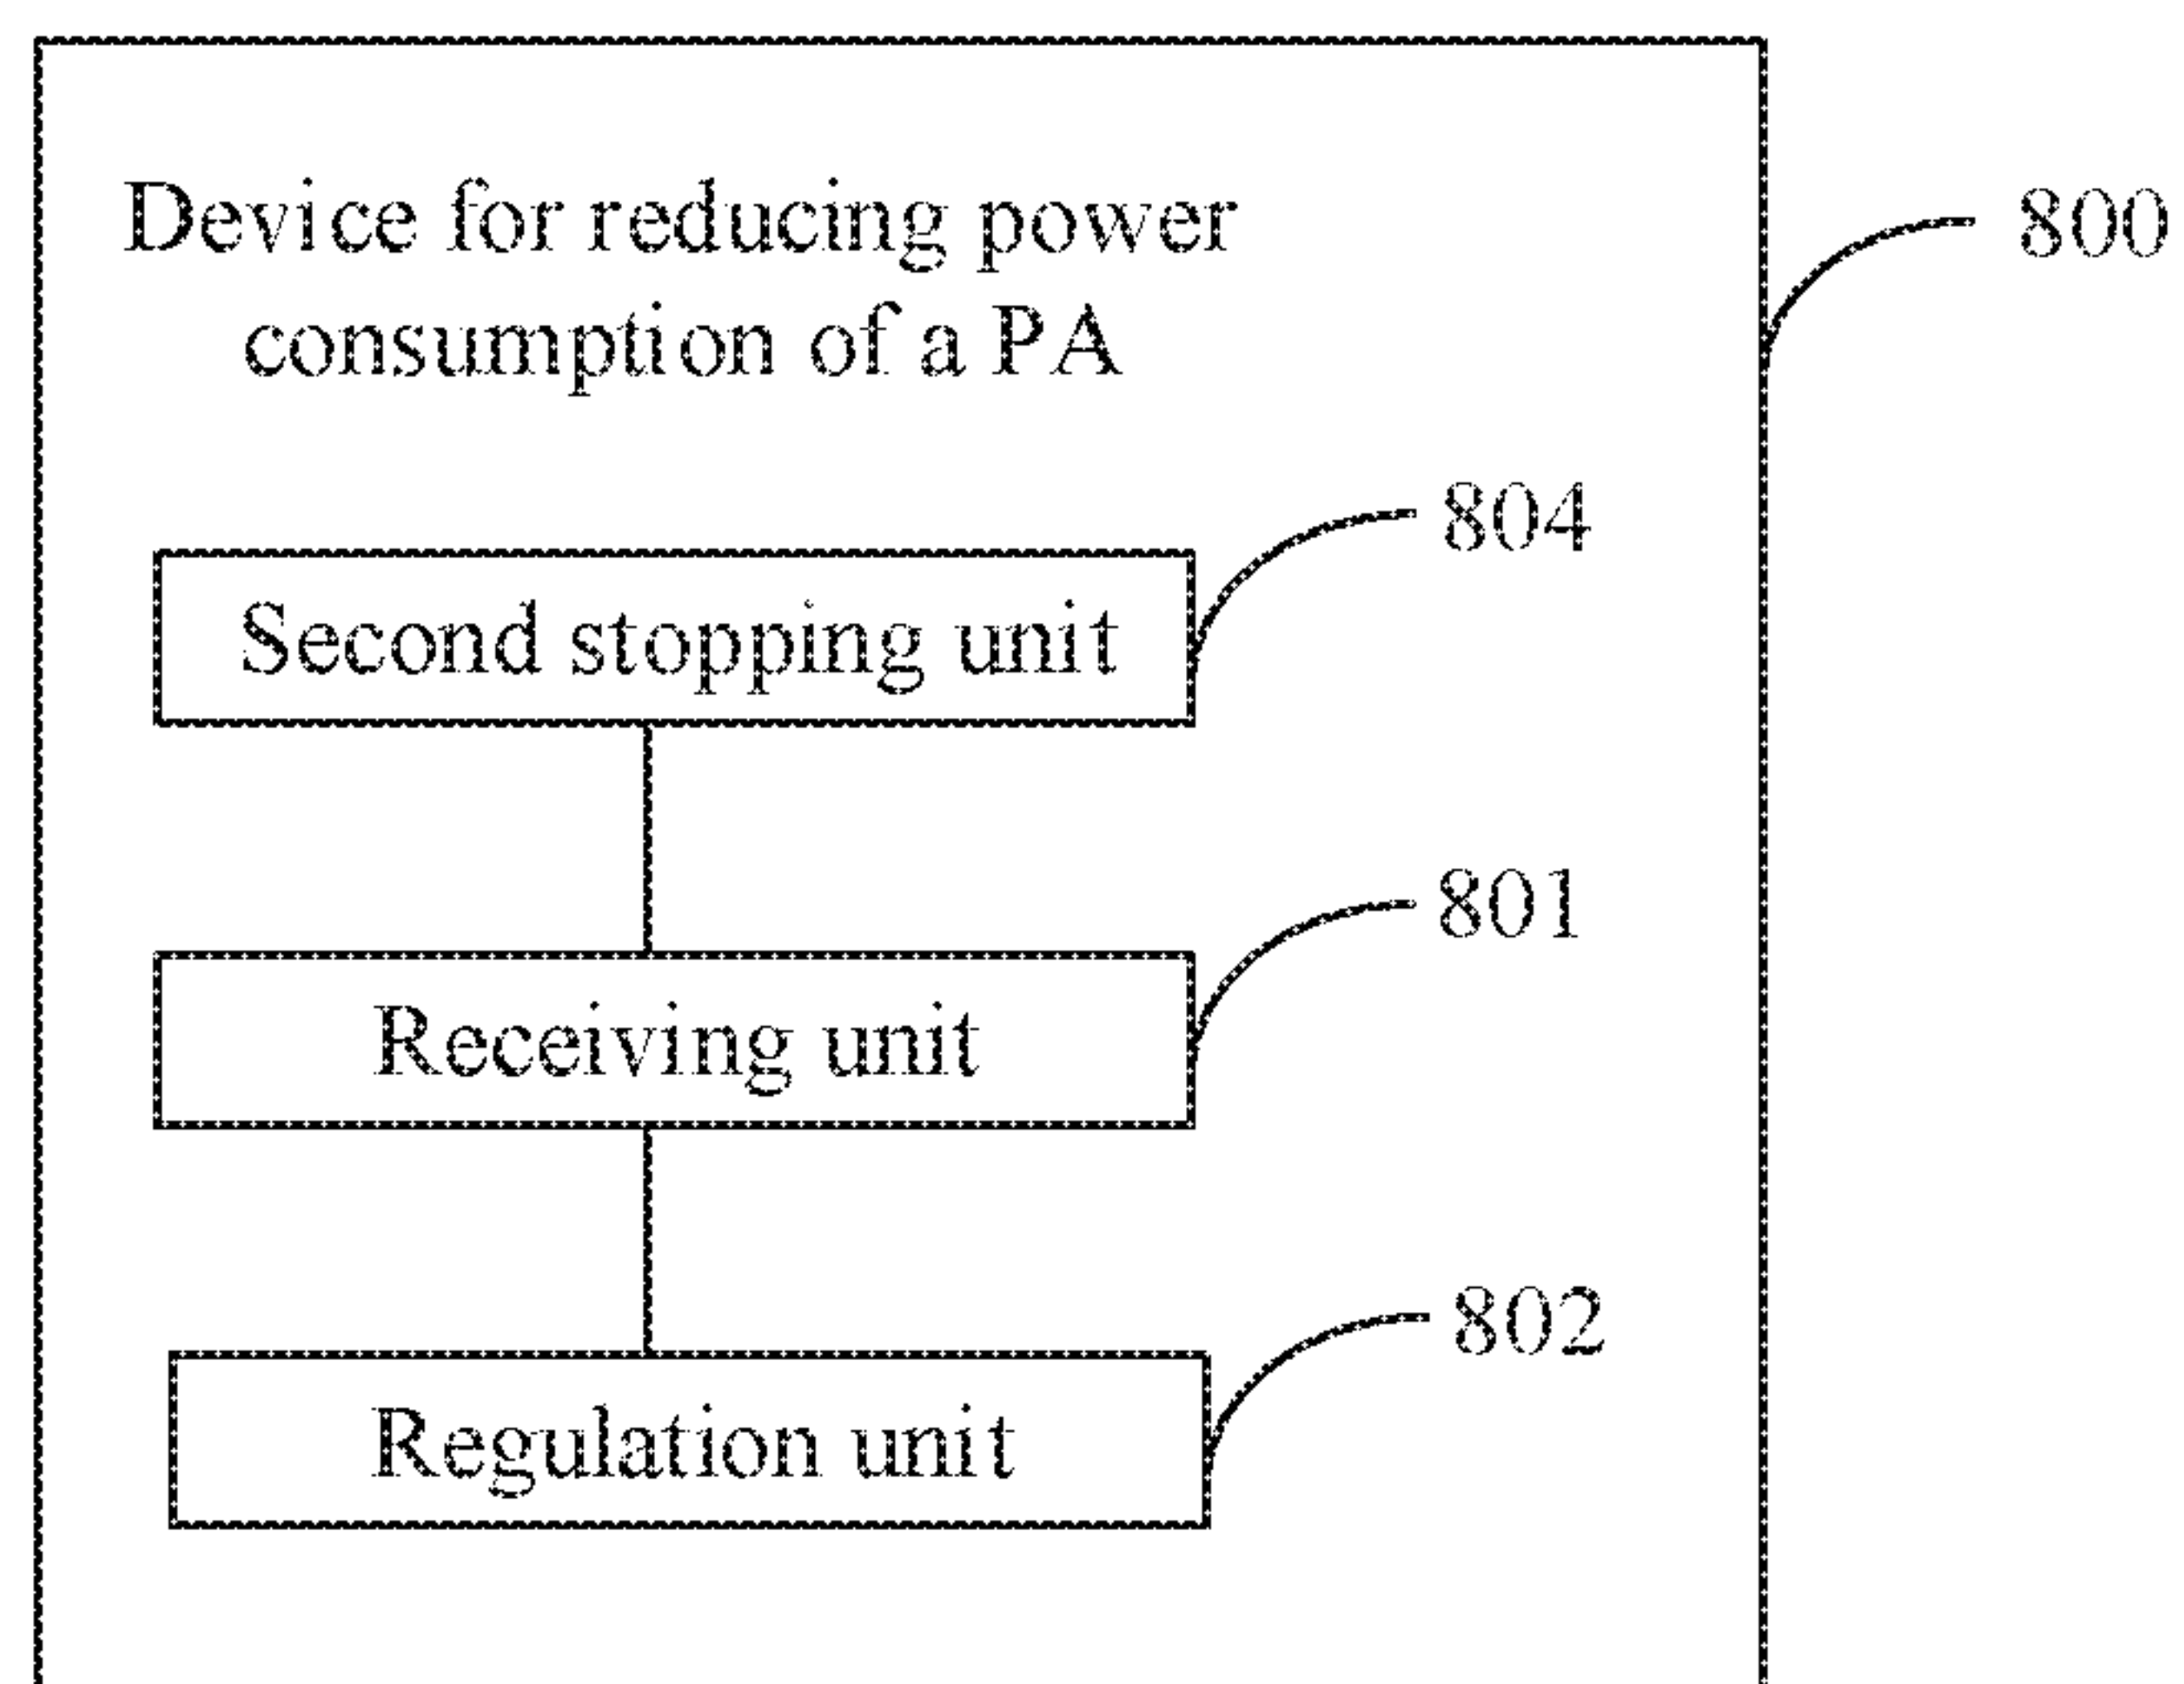 Device for reducing power
consumption of a PA
800
804
Second stopping unit
801
Receiving unit
802
Regulation unit